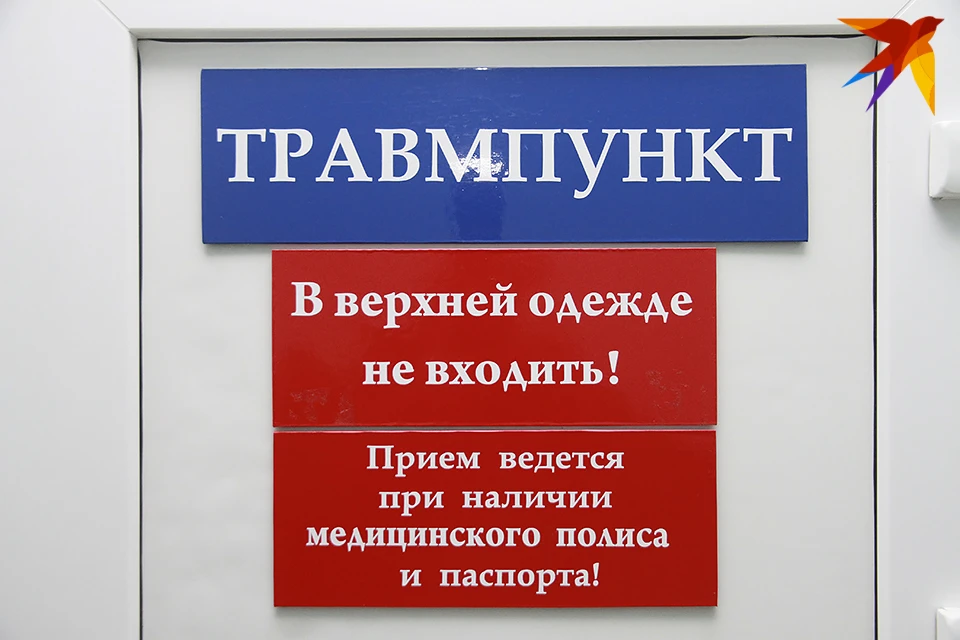 ТРАВМПУНКТ
В верхней одежде
не входить!
Прием ведется
при наличии
медицинского полиса
и паспорта!